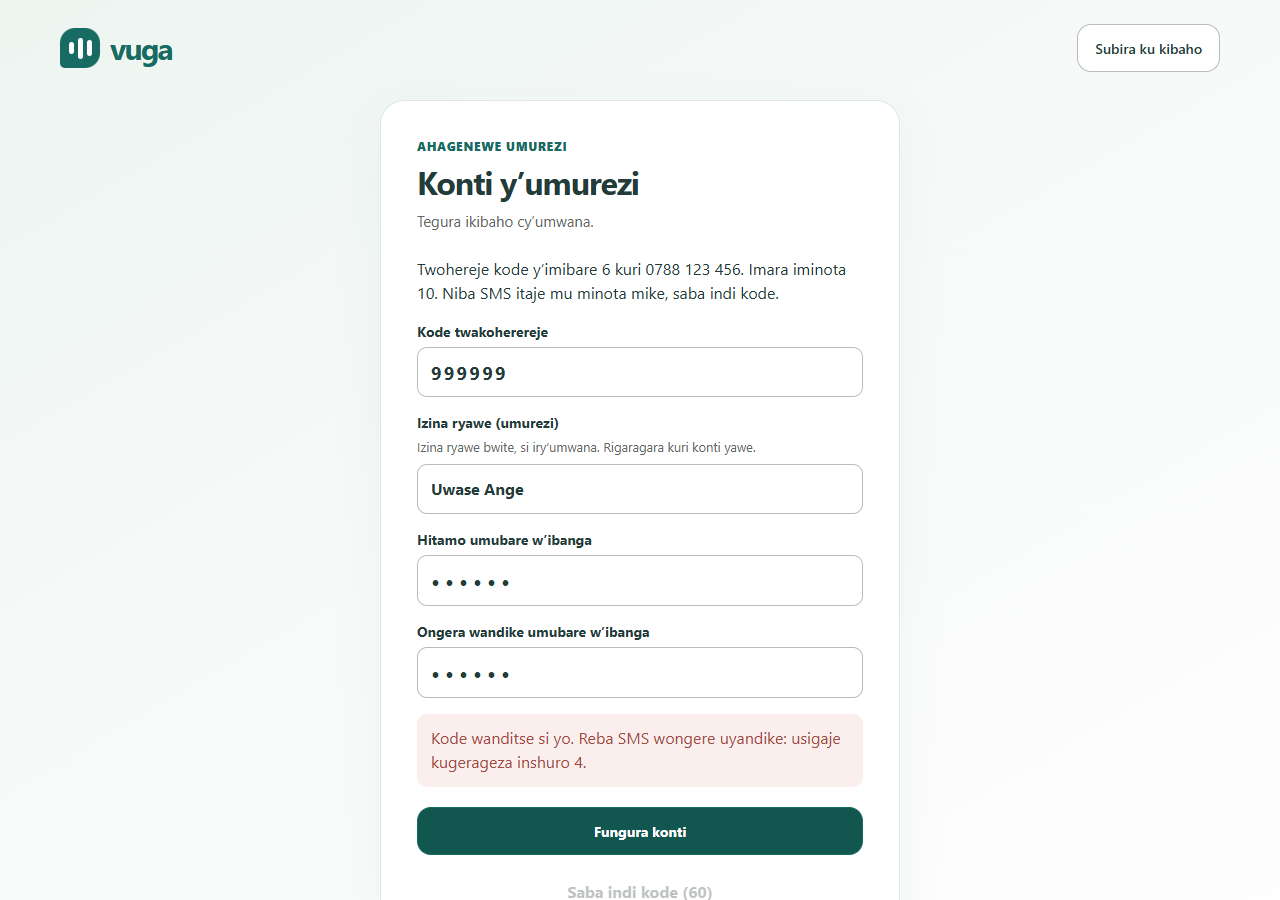 vuga
Subira ku kibaho
AHAGENEWE UMUREZI
Konti y’umurezi
Tegura ikibaho cy’umwana.
Twohereje kode y’imibare 6 kuri 0788 123 456. Imara iminota
10. Niba SMS itaje mu minota mike, saba indi kode.
Kode twakoherereje
999999
Izina ryawe (umurezi)
Izina ryawe bwite, si iry’umwana. Rigaragara kuri konti yawe.
Uwase Ange
Hitamo umubare w’ibanga
••••••
Ongera wandike umubare w’ibanga
••••••
Kode wanditse si yo. Reba SMS wongere uyandike: usigaje
kugerageza inshuro 4.
Fungura konti
Saba indi kode (60)